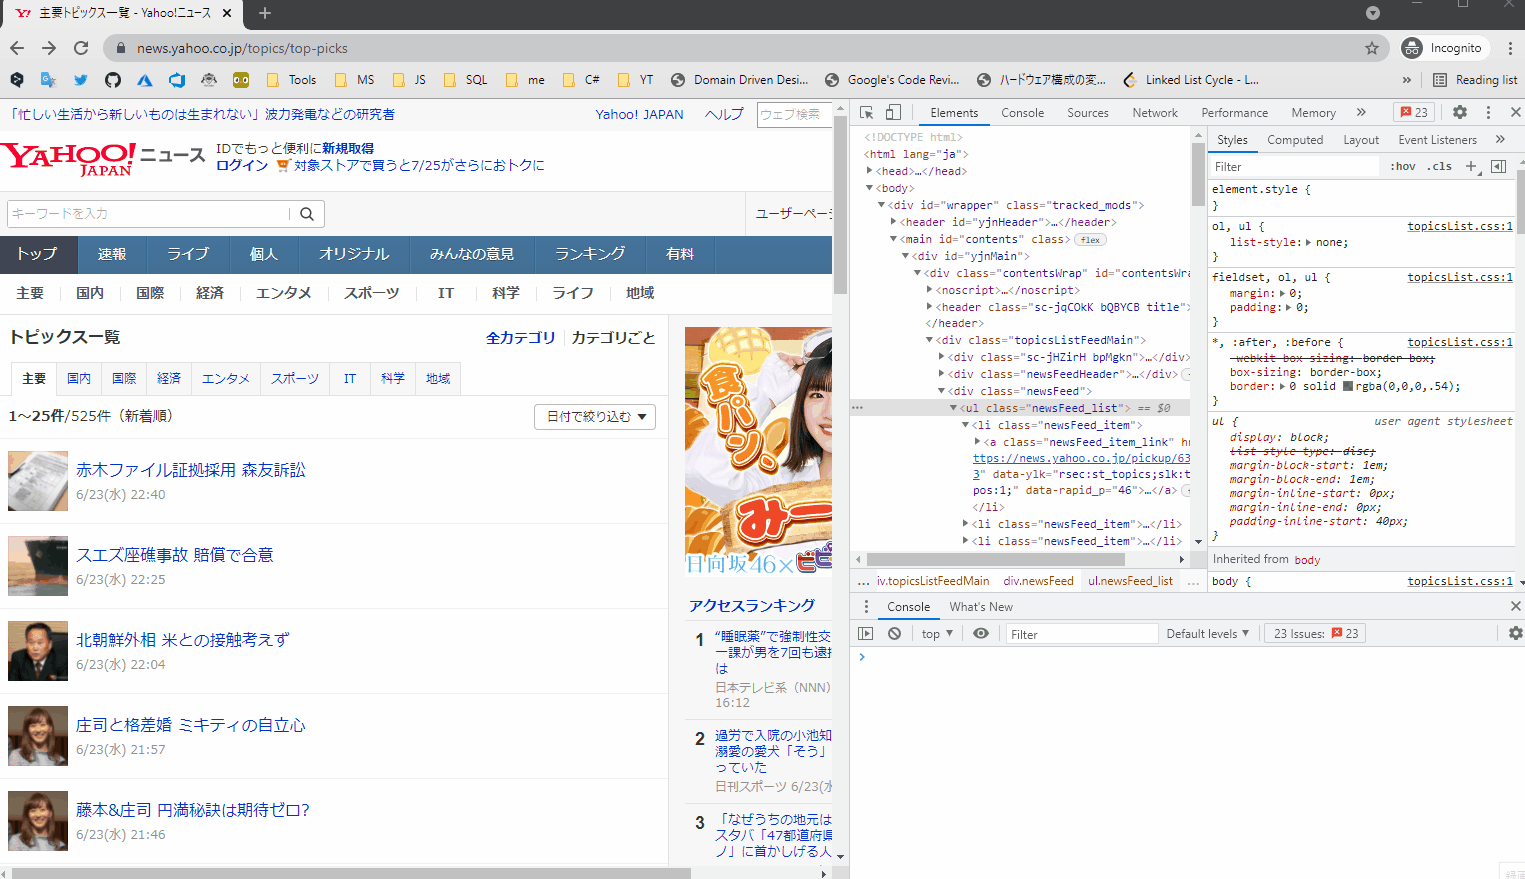 主要トピックス一覧 - Yahoo!ニュース
news.yahoo.co.jp/topics/top-picks
Incognito
Tools
MS
JS
SQL
me
C#
YT
Domain Driven Desi...
Google's Code Revi...
ハードウェア構成の変...
Linked List Cycle - L...
»
Reading list
「忙しい生活から新しいものは生まれない」波力発電などの研究者
Yahoo! JAPAN
ヘルプ
ウェブ検索
YAHOO! JAPAN ニュース
IDでもっと便利に新規取得
ログイン
対象ストアで買うと7/25がさらにおトクに
キーワードを入力
ユーザーペー
トップ
速報
ライブ
個人
オリジナル
みんなの意見
ランキング
有料
主要
国内
国際
経済
エンタメ
スポーツ
IT
科学
ライフ
地域
トピックス一覧
全カテゴリ
カテゴリごと
主要
国内
国際
経済
エンタメ
スポーツ
IT
科学
地域
1～25件/525件（新着順）
日付で絞り込む ▼
赤木ファイル証拠採用 森友訴訟
6/23(水) 22:40
スエズ座礁事故 賠償で合意
6/23(水) 22:25
北朝鮮外相 米との接触考えず
6/23(水) 22:04
庄司と格差婚 ミキティの自立心
6/23(水) 21:57
藤本&庄司 円満秘訣は期待ゼロ?
6/23(水) 21:46
食パン、
みー
日向坂46×ビビ
アクセスランキング
1
“睡眠薬”で強制性交
一課が男を7回も逮
は
日本テレビ系（NNN）
16:12
2
過労で入院の小池知
溺愛の愛犬「そう」
っていた
日刊スポーツ 6/23(水
3
「なぜうちの地元は
スタバ「47都道府県
ノ」に首かしげる人
Elements
Console
Sources
Network
Performance
Memory
»
23
<!DOCTYPE html>
<html lang="ja">
<head>…</head>
<body>
<div id="wrapper" class="tracked_mods">
<header id="yjnHeader">…</header>
<main id="contents" class> flex
<div id="yjnMain">
<div class="contentsWrap" id="contentsWra
<noscript>…</noscript>
<header class="sc-jqCOkK bQBYCB title">
</header>
<div class="topicsListFeedMain">
<div class="sc-jHZirH bpMgkn">…</div>
<div class="newsFeedHeader">…</div>
<div class="newsFeed">
<ul class="newsFeed_list"> == $0
<li class="newsFeed_item">
<a class="newsFeed_item_link" h
ttps://news.yahoo.co.jp/pickup/63
3" data-ylk="rsec:st_topics;slk:t
pos:1;" data-rapid_p="46">…</a>
</li>
<li class="newsFeed_item">…</li>
<li class="newsFeed_item">…</li>
... iv.topicsListFeedMain
div.newsFeed
ul.newsFeed_list
...
Styles
Computed
Layout
Event Listeners
»
Filter
:hov
.cls
+
element.style {
}
ol, ul {
topicsList.css:1
list-style: none;
}
fieldset, ol, ul {
topicsList.css:1
margin: 0;
padding: 0;
}
*, :after, :before {
topicsList.css:1
-webkit-box-sizing: border-box;
box-sizing: border-box;
border: 0 solid rgba(0,0,0,.54);
}
ul {
user agent stylesheet
display: block;
list-style-type: disc;
margin-block-start: 1em;
margin-block-end: 1em;
margin-inline-start: 0px;
margin-inline-end: 0px;
padding-inline-start: 40px;
}
Inherited from body
body {
topicsList.css:1
Console
What's New
top ▼
Filter
Default levels ▼
23 Issues: 23